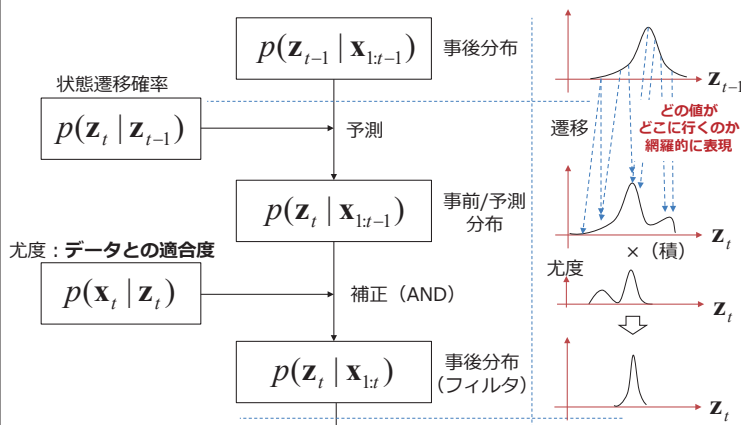 p(z_{t−1} | x_{1:t−1})
事後分布
z_{t−1}
状態遷移確率
p(z_t | z_{t−1})
予測
遷移
どの値が
どこに行くのか
網羅的に表現
p(z_t | x_{1:t−1})
事前/予測
分布
z_t
×（積）
尤度：データとの適合度
p(x_t | z_t)
補正（AND）
尤度
z_t
p(z_t | x_{1:t})
事後分布
（フィルタ）
z_t